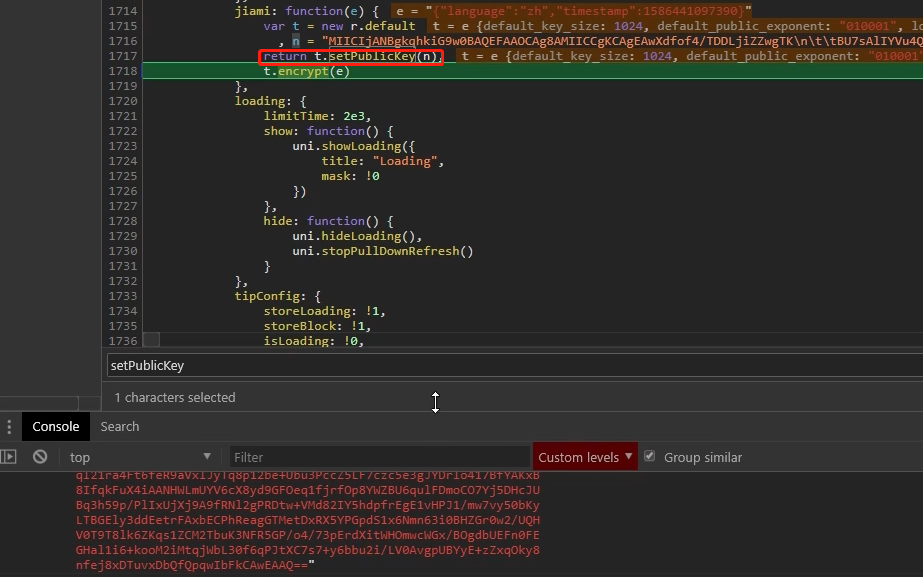 1714 jiami: function(e) { e = "{"language":"zh","timestamp":1586441097390}"
1715 var t = new r.default t = e {default_key_size: 1024, default_public_exponent: "010001", lo
1716 , n = "MIICIjANBgkqhkiG9w0BAQEFAAOCAg8AMIICCgKCAgEAwXdfof4/TDDLjiZZwgTK\n\t\tBU7sAlIYVu4Q
1717 return t.setPublicKey(n), t = e {default_key_size: 1024, default_public_exponent: "010001"
1718 t.encrypt(e)
1719 },
1720 loading: {
1721 limitTime: 2e3,
1722 show: function() {
1723 uni.showLoading({
1724 title: "Loading",
1725 mask: !0
1726 })
1727 },
1728 hide: function() {
1729 uni.hideLoading(),
1730 uni.stopPullDownRefresh()
1731 }
1732 },
1733 tipConfig: {
1734 storeLoading: !1,
1735 storeBlock: !1,
1736 isLoading: !0,
setPublicKey
1 characters selected
Console Search
top Filter Custom levels Group similar
8IfqkFuX4iAANHWLmUYV6cX8yd9GFOeq1fjrfOp8YWZBU6qulFDmoCO7Yj5DHcJU
Bq3h59p/PlIxUjXj9A9fRNl2gPRDtw+VMd82IY5hdpfrEgE1vHPJ1/mw7vy50bKy
LTBGEly3ddEetrFAxbECPhReagGTMetDxRX5YPGpdS1x6Nmn63i0BHZGr0w2/UQH
V0T9T8lk6ZKqs1ZCM2TbuK3NFR5GP/o4/73pErdXitWHOmwcWGx/BOgdbUEFn0FE
GHal1i6+kooM2iMtqjWbL30f6qPJtXC7s7+y6bbu2i/LV0AvgpUBYyE+zZxqOky8
nfej8xDTuvxDbQfQpqwIbFkCAwEAAQ=="